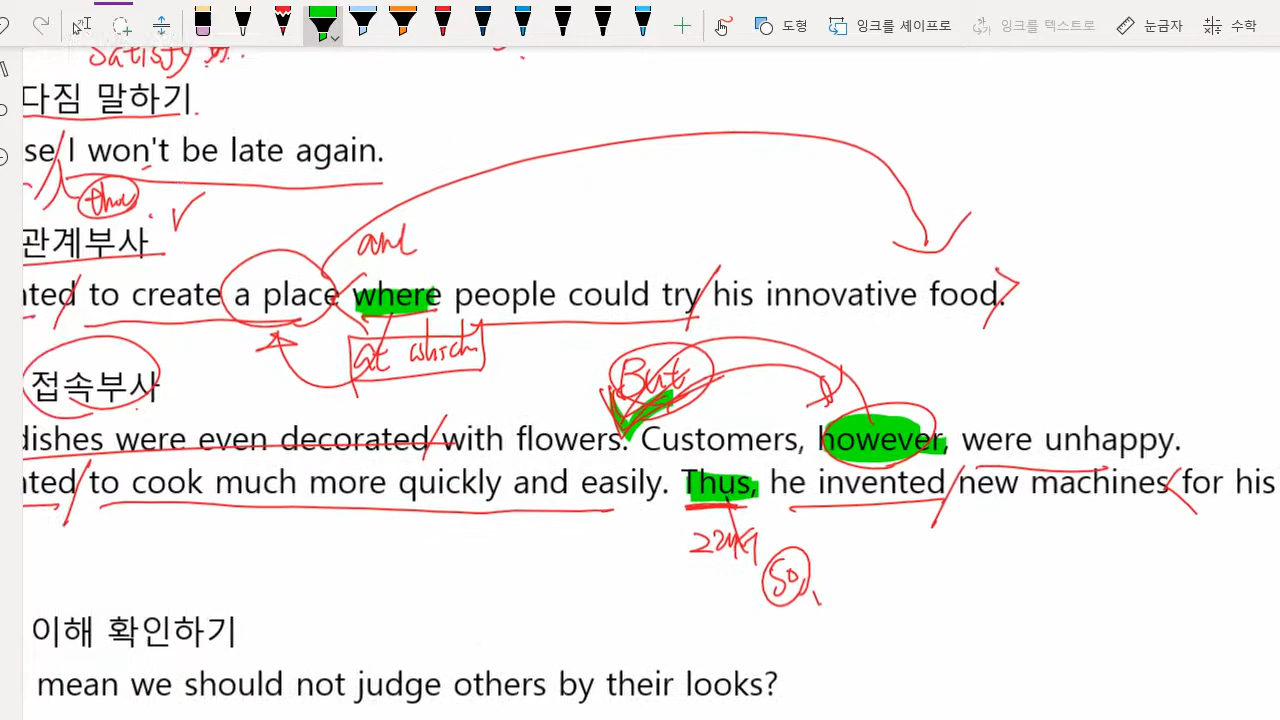 도형 잉크를 셰이프로 잉크를 텍스트로 눈금자 수학
satisfy
다짐 말하기
se I won't be late again.
관계부사
and
nted to create a place where people could try his innovative food.
at which
But
접속부사
dishes were even decorated with flowers. Customers, however, were unhappy.
nted to cook much more quickly and easily. Thus, he invented new machines for his
So,
이해 확인하기
mean we should not judge others by their looks?